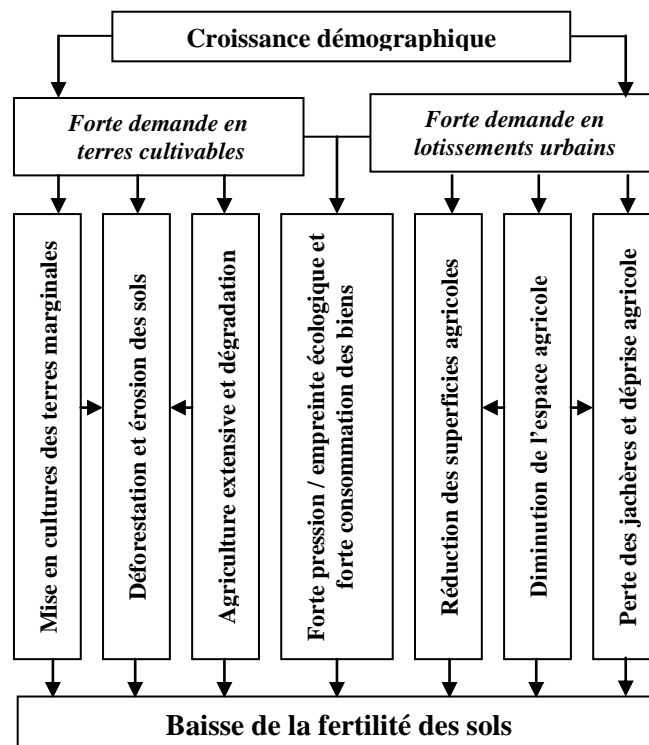 Croissance démographique
Forte demande en
terres cultivables
Forte demande en
lotissements urbains
Mise en cultures des terres marginales
Déforestation et érosion des sols
Agriculture extensive et dégradation
Forte pression / empreinte écologique et
forte consommation des biens
Réduction des superficies agricoles
Diminution de l'espace agricole
Perte des jachères et déprise agricole
Baisse de la fertilité des sols